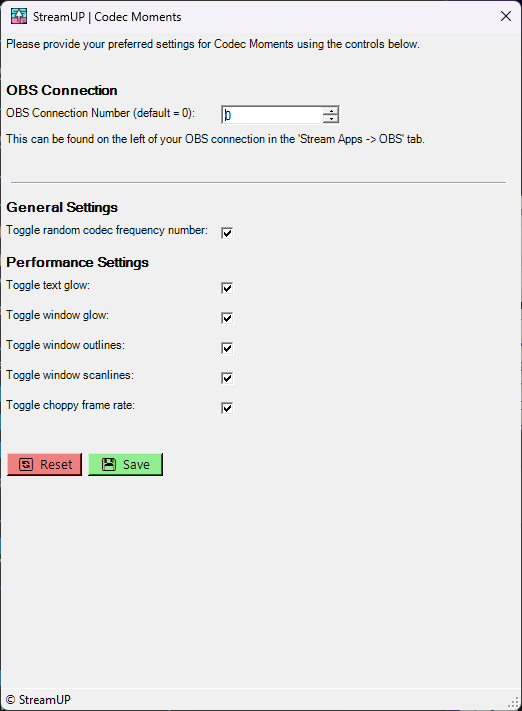 StreamUP | Codec Moments
Please provide your preferred settings for Codec Moments using the controls below.
OBS Connection
OBS Connection Number (default = 0): 0
This can be found on the left of your OBS connection in the 'Stream Apps -> OBS' tab.
General Settings
Toggle random codec frequency number:
Performance Settings
Toggle text glow:
Toggle window glow:
Toggle window outlines:
Toggle window scanlines:
Toggle choppy frame rate:
Reset Save
© StreamUP